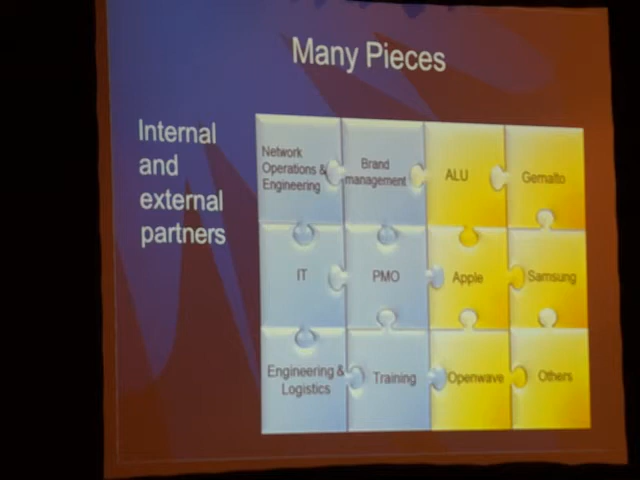 Many Pieces
Internal
and
external
partners
Network
Operations &
Engineering
Brand
management
ALU
Gemalto
IT
PMO
Apple
Samsung
Engineering &
Logistics
Training
Openwave
Others